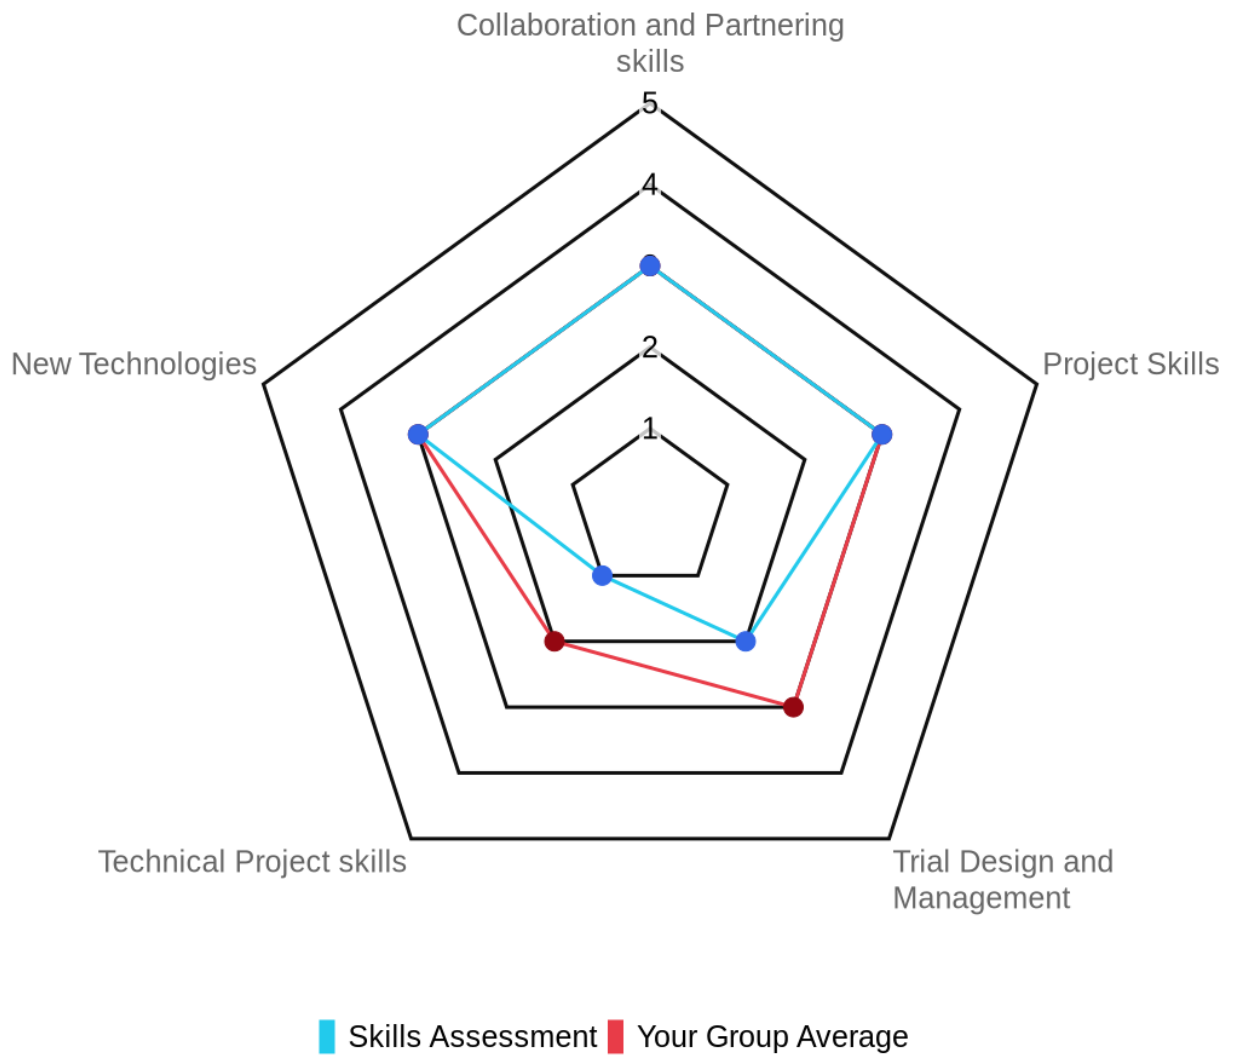 Collaboration and Partnering
skills
5
4
2
1
New Technologies
Project Skills
Technical Project skills
Trial Design and
Management
Skills Assessment
Your Group Average